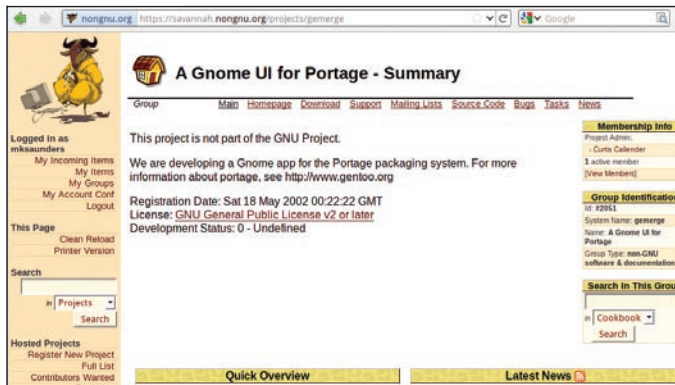 nongnu.org https://savannah.nongnu.org/projects/gemerge
Google
A Gnome UI for Portage - Summary
Group Main Homepage Download Support Mailing Lists Source Code Bugs Tasks News
Logged in as
mksaunders
My Incoming Items
My Items
My Groups
My Account Conf
Logout
This Page
Clean Reload
Printer Version
Search
in Projects
Search
Hosted Projects
Register New Project
Full List
Contributors Wanted
This project is not part of the GNU Project.
We are developing a Gnome app for the Portage packaging system. For more
information about portage, see http://www.gentoo.org
Registration Date: Sat 18 May 2002 00:22:22 GMT
License: GNU General Public License v2 or later
Development Status: 0 - Undefined
Membership Info
Project Admin:
- Curtis Callender
1 active member
[View Members]
Group Identification
Id: #2051
System Name: gemerge
Name: A Gnome UI for
Portage
Group Type: non-GNU
software & documentation
Search in This Grou
in Cookbook
Search
Quick Overview
Latest News